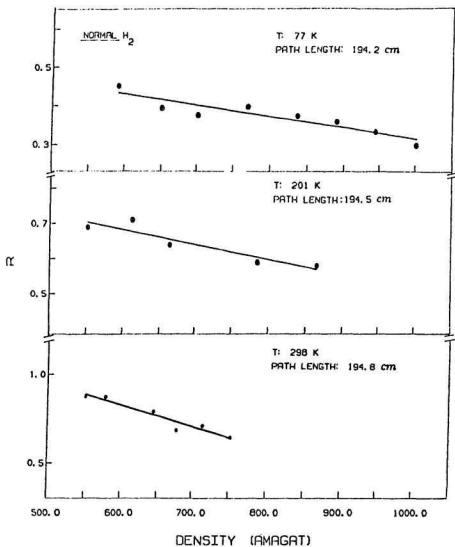 NORMAL H2
T: 77 K
PATH LENGTH: 194.2 cm
0.5
0.3
T: 201 K
PATH LENGTH: 194.5 cm
0.7
0.5
R
T: 298 K
PATH LENGTH: 194.8 cm
1.0
0.5
500.0 600.0 700.0 800.0 900.0 1000.0
DENSITY (AMAGAT)